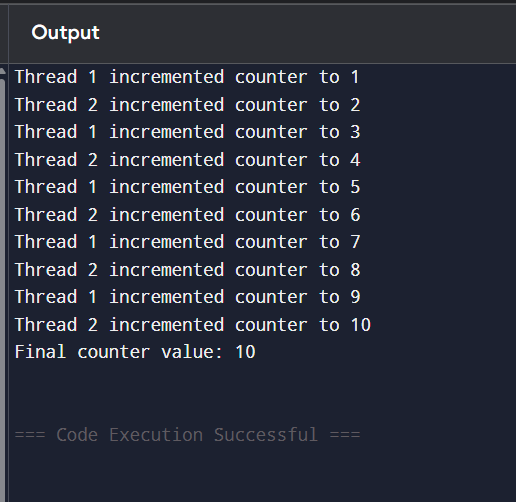 Output
Thread 1 incremented counter to 1
Thread 2 incremented counter to 2
Thread 1 incremented counter to 3
Thread 2 incremented counter to 4
Thread 1 incremented counter to 5
Thread 2 incremented counter to 6
Thread 1 incremented counter to 7
Thread 2 incremented counter to 8
Thread 1 incremented counter to 9
Thread 2 incremented counter to 10
Final counter value: 10
=== Code Execution Successful ===